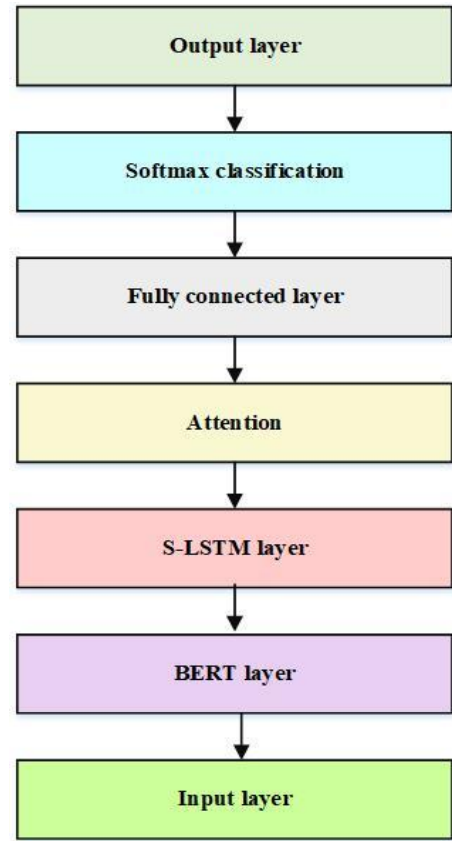 Output layer
Softmax classification
Fully connected layer
Attention
S-LSTM layer
BERT layer
Input layer